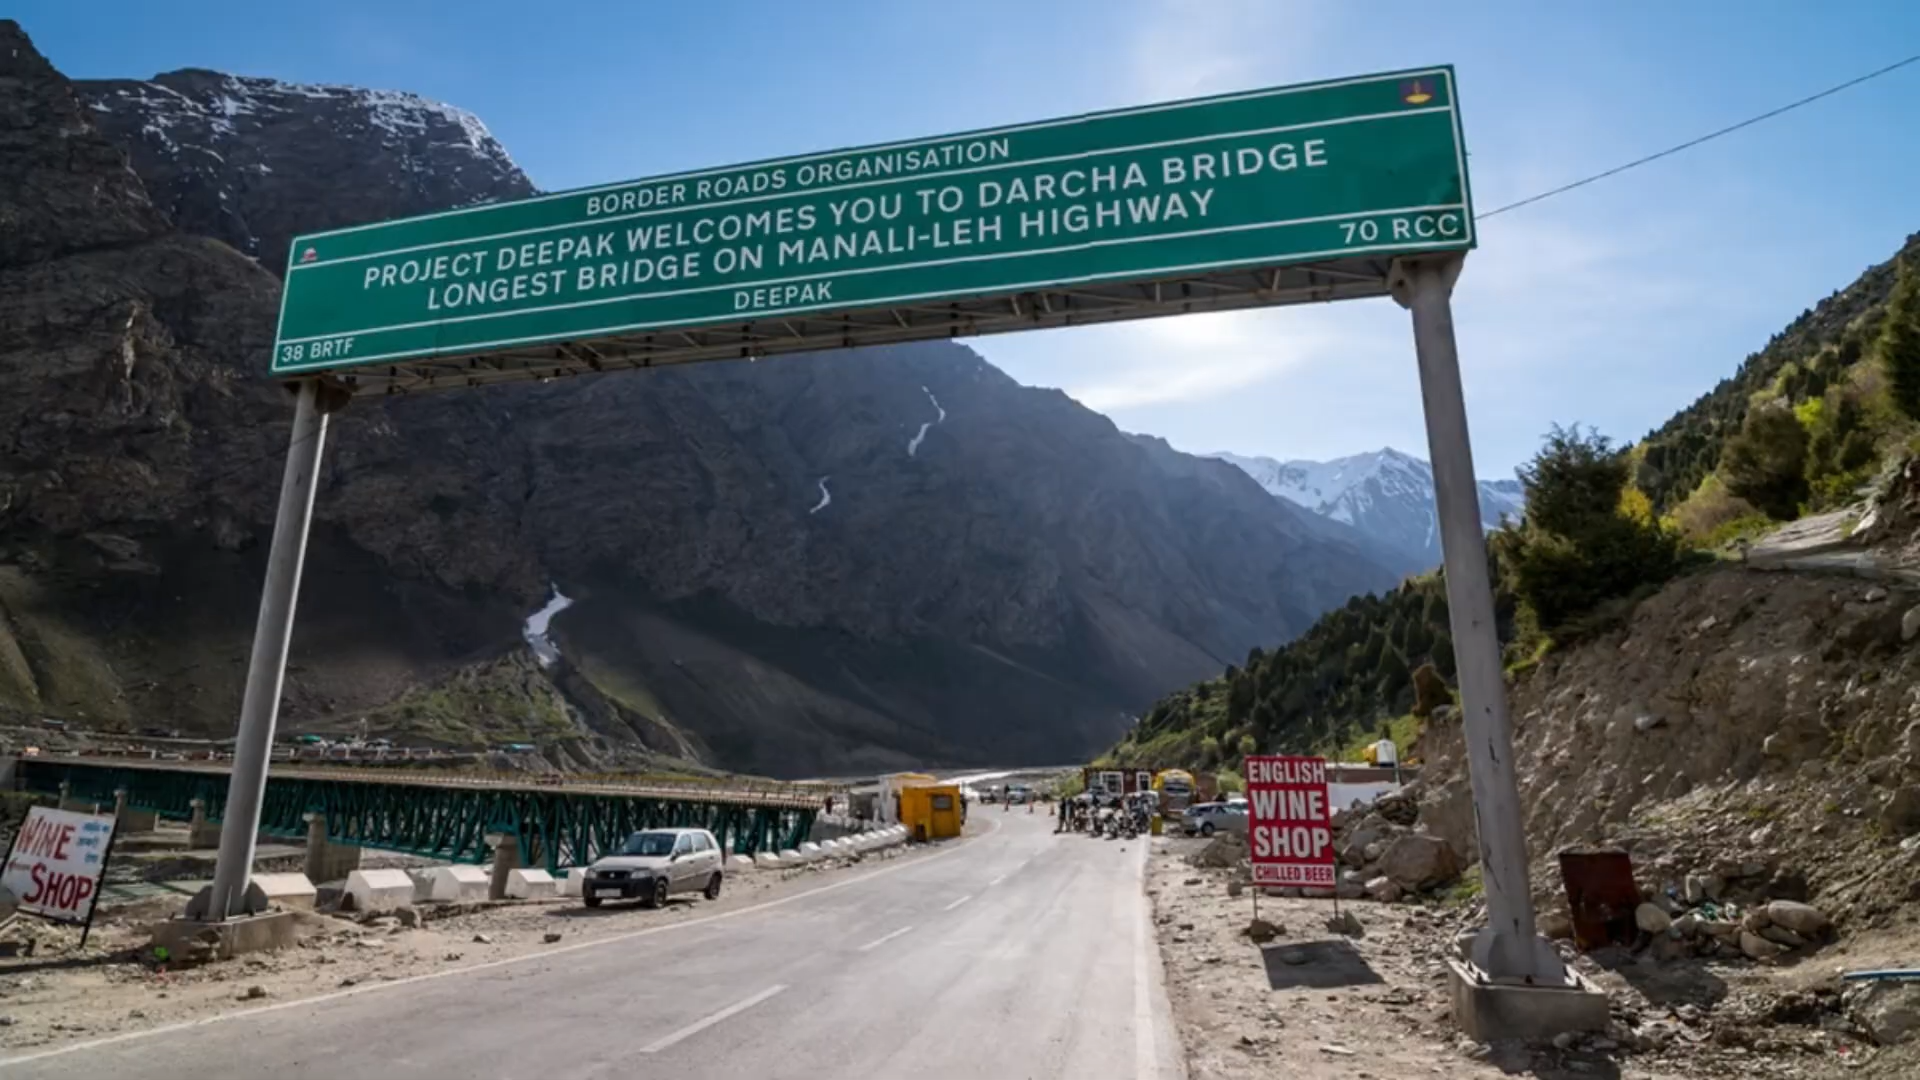 BORDER ROADS ORGANISATION
PROJECT DEEPAK WELCOMES YOU TO DARCHA BRIDGE
LONGEST BRIDGE ON MANALI-LEH HIGHWAY
70 RCC
DEEPAK
38 BRTF
WINE
SHOP
ENGLISH
WINE
SHOP
CHILLED BEER